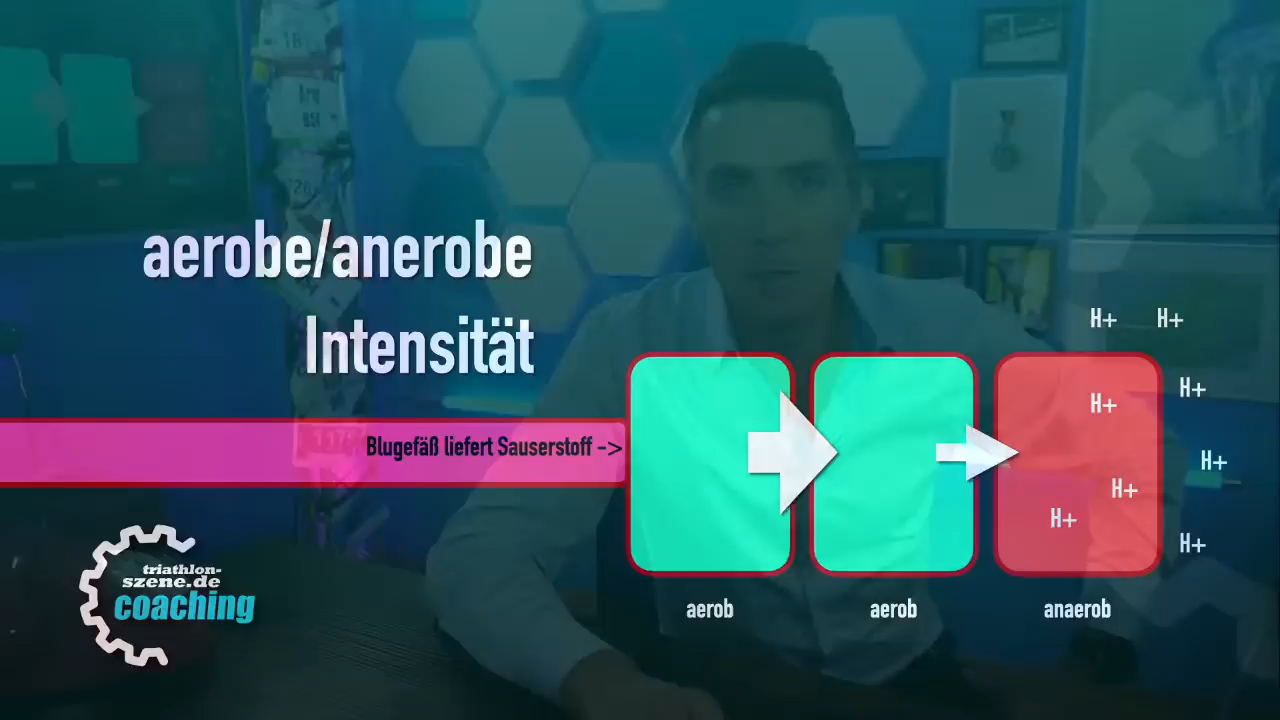 aerobe/anerobe
Intensität
Blugefäß liefert Sauserstoff ->
H+ H+
H+
H+
H+
H+
H+
H+
aerob
aerob
anaerob
triathlon-
szene.de
coaching